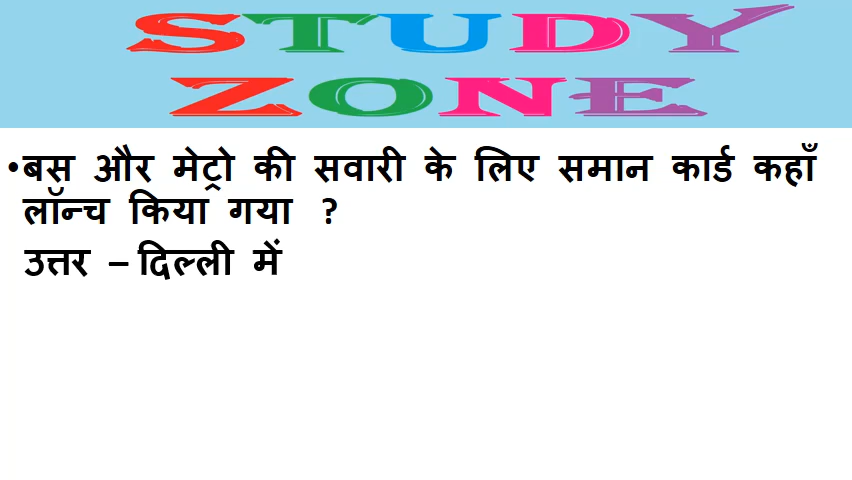 STUDY
ZONE
•बस और मेट्रो की सवारी के लिए समान कार्ड कहाँ
लॉन्च किया गया ?
उत्तर – दिल्ली में